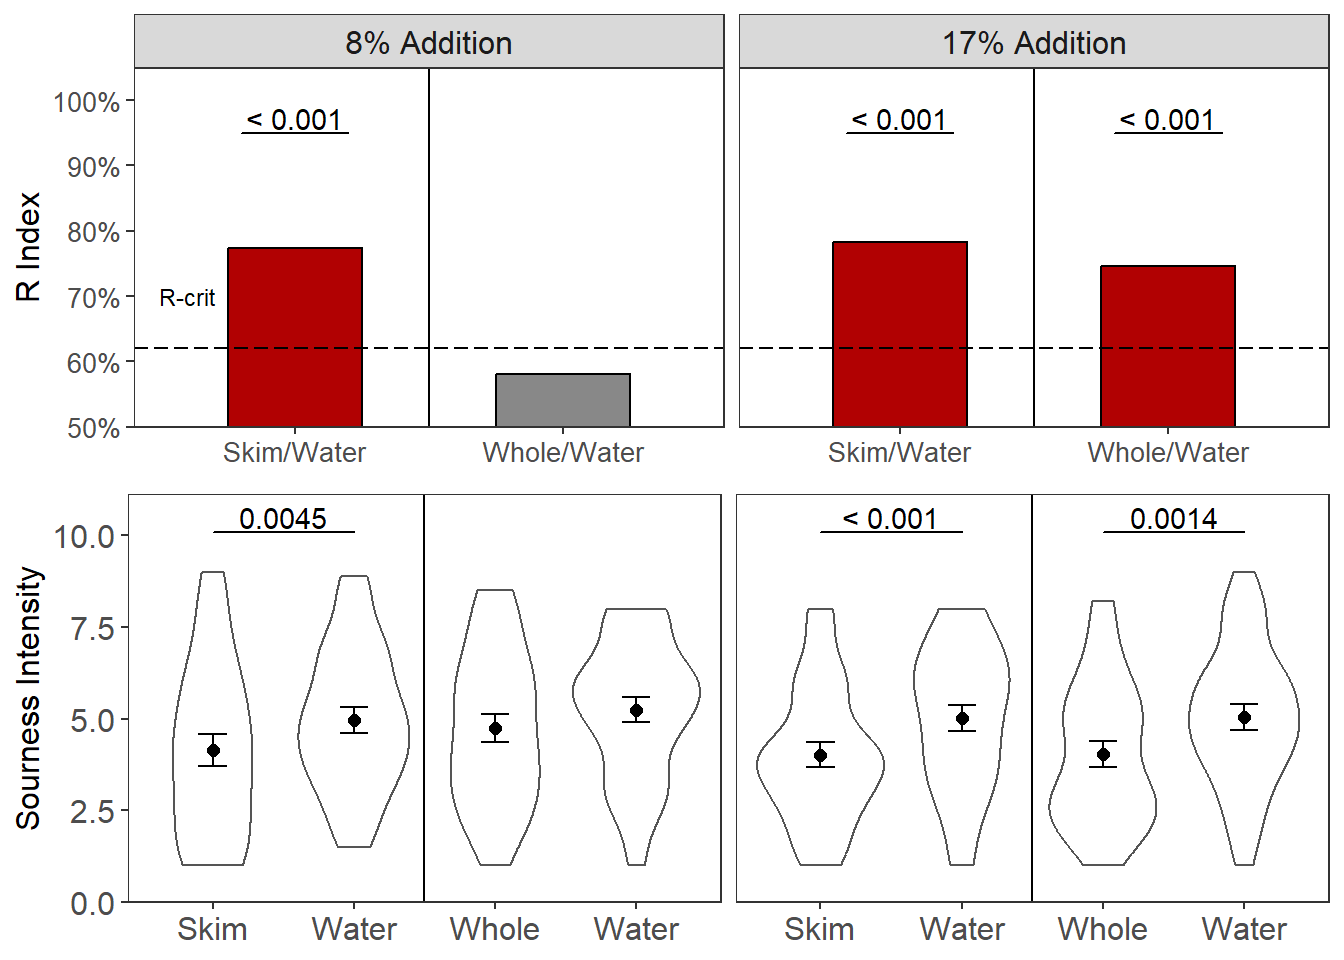 8% Addition
17% Addition
R Index
100%
90%
80%
70%
60%
50%
< 0.001
< 0.001
< 0.001
R-crit
Skim/Water
Whole/Water
Skim/Water
Whole/Water
Sourness Intensity
10.0
7.5
5.0
2.5
0.0
0.0045
< 0.001
0.0014
Skim
Water
Whole
Water
Skim
Water
Whole
Water